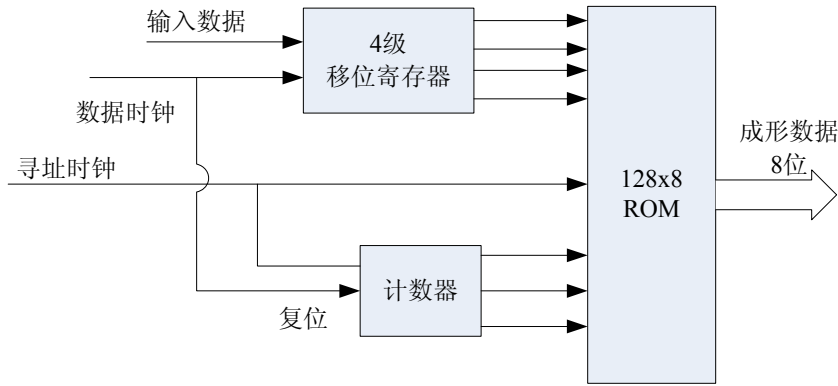 输入数据
4级
移位寄存器
数据时钟
成形数据
8位
寻址时钟
128x8
ROM
计数器
复位